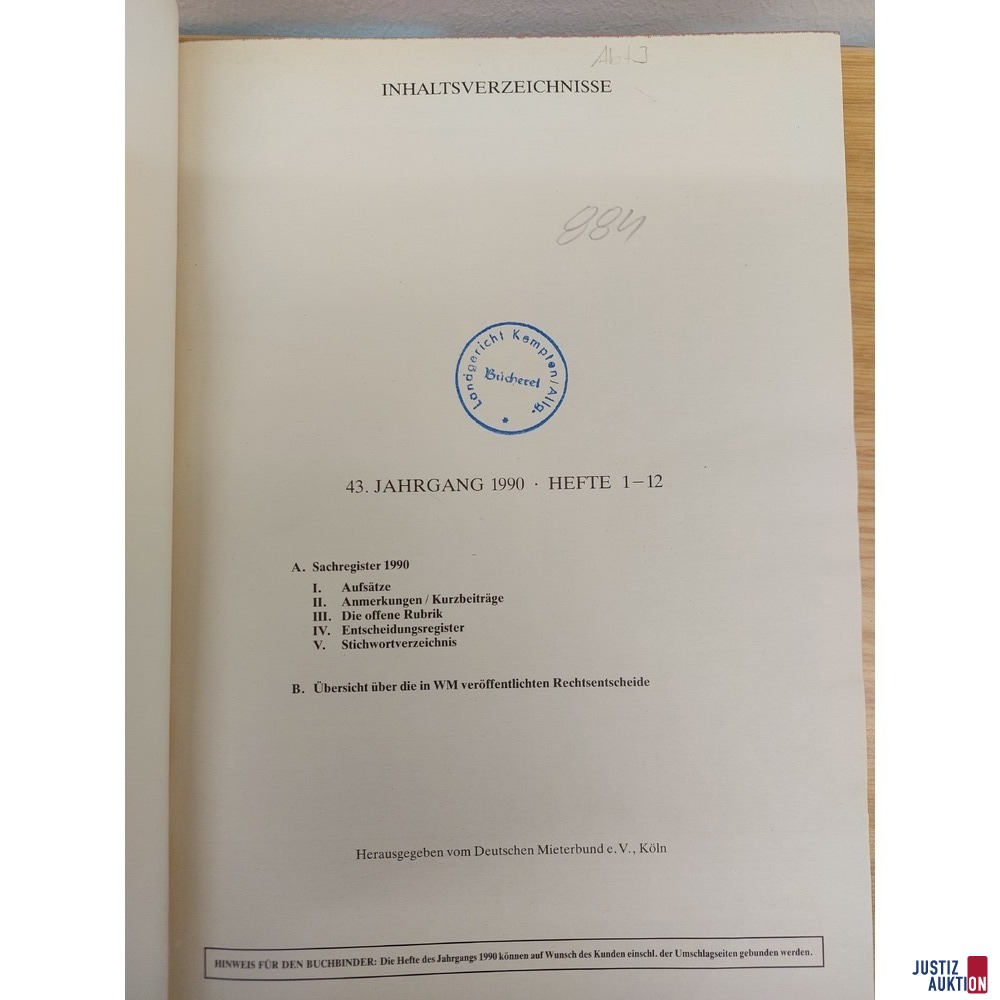 INHALTSVERZEICHNISSE
984
Landgericht Kempten/Allg.
Bücherei
*
43. JAHRGANG 1990 · HEFTE 1–12
A. Sachregister 1990
I. Aufsätze
II. Anmerkungen / Kurzbeiträge
III. Die offene Rubrik
IV. Entscheidungsregister
V. Stichwortverzeichnis
B. Übersicht über die in WM veröffentlichten Rechtsentscheide
Herausgegeben vom Deutschen Mieterbund e.V., Köln
HINWEIS FÜR DEN BUCHBINDER: Die Hefte des Jahrgangs 1990 können auf Wunsch des Kunden einschl. der Umschlagseiten gebunden werden.
JUSTIZ
AUKTION